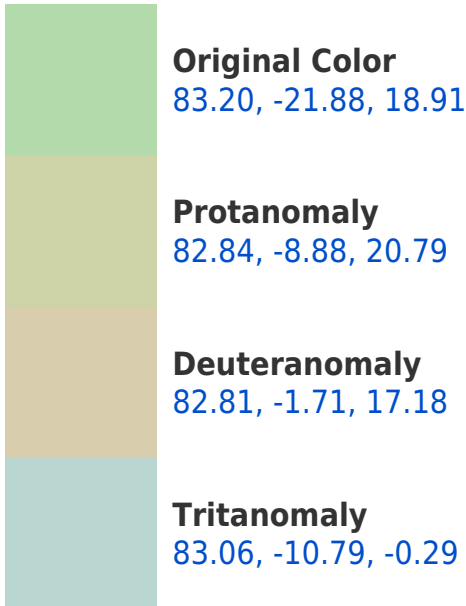 Original Color
83.20, -21.88, 18.91
Protanomaly
82.84, -8.88, 20.79
Deuteranomaly
82.81, -1.71, 17.18
Tritanomaly
83.06, -10.79, -0.29